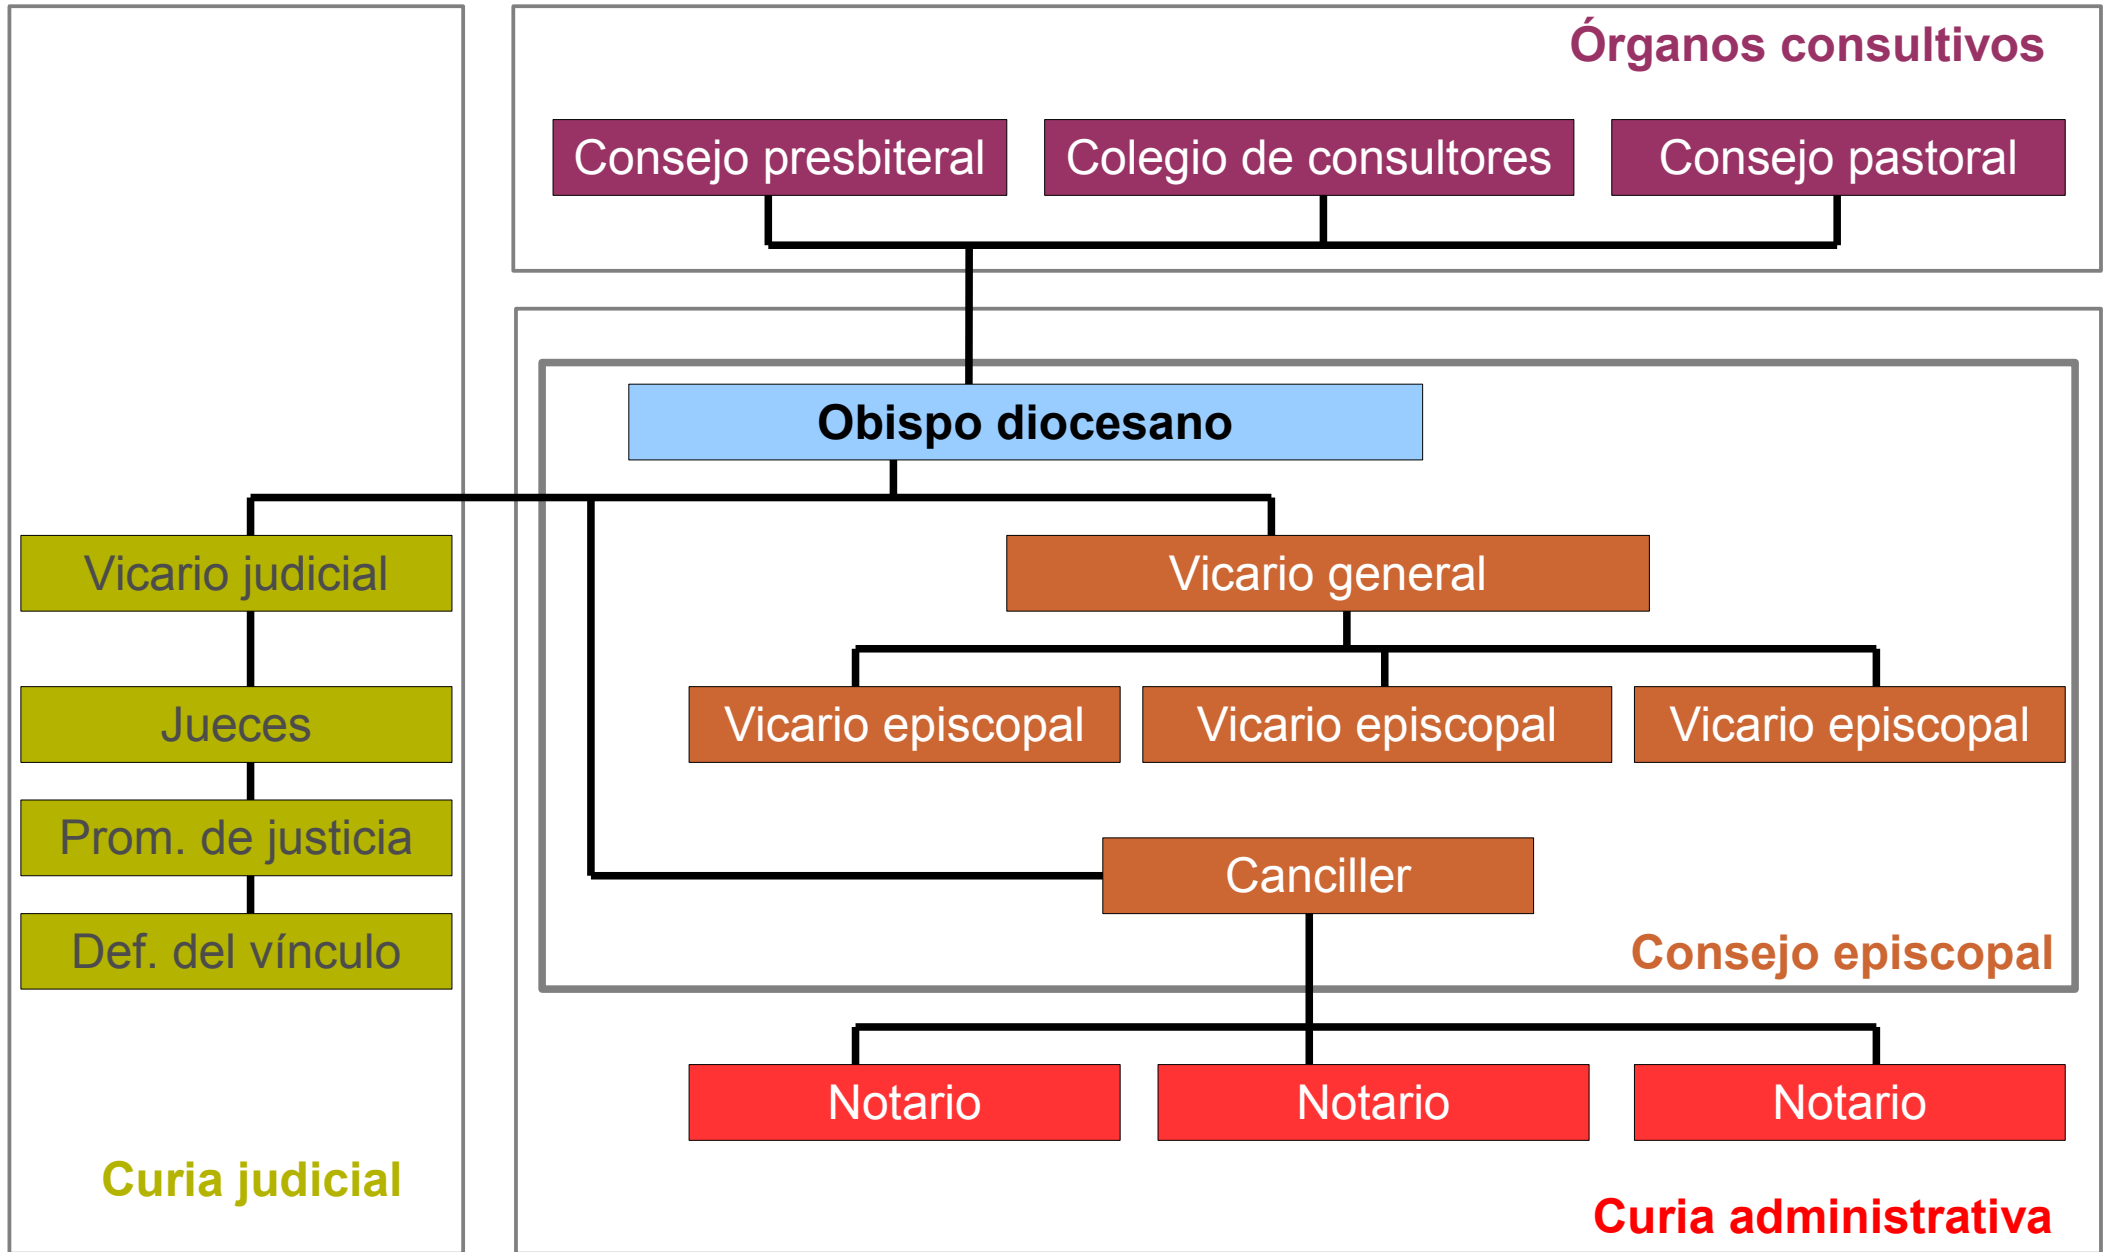 Órganos consultivos
Consejo presbiteral
Colegio de consultores
Consejo pastoral
Obispo diocesano
Vicario judicial
Vicario general
Jueces
Vicario episcopal
Vicario episcopal
Vicario episcopal
Prom. de justicia
Canciller
Def. del vínculo
Consejo episcopal
Notario
Notario
Notario
Curia judicial
Curia administrativa